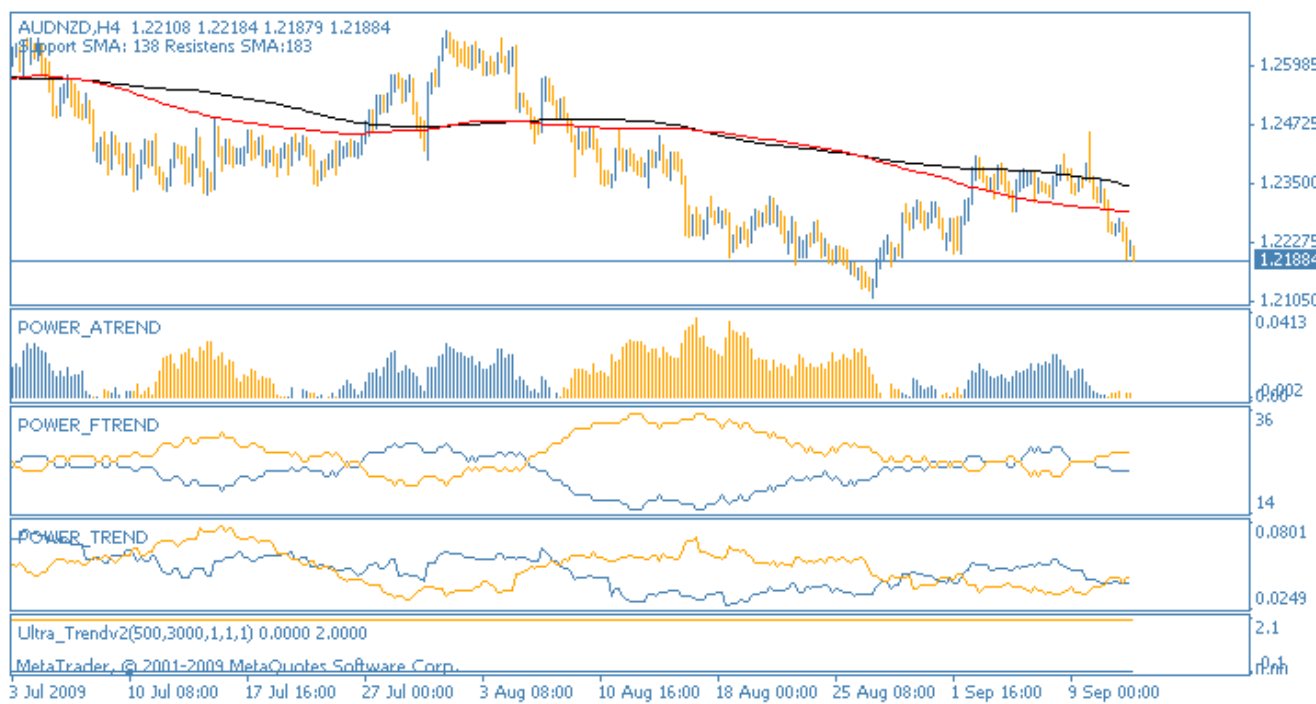 AUDNZD,H4 1.22108 1.22184 1.21879 1.21884
Support SMA: 138 Resistens SMA:183
1.25985
1.24725
1.23500
1.22275
1.21884
1.21050
POWER_ATREND
0.0413
0.002
0.00
POWER_FTREND
36
14
POWER_TREND
0.0801
0.0249
Ultra_Trendv2(500,3000,1,1,1) 0.0000 2.0000
2.1
MetaTrader, © 2001-2009 MetaQuotes Software Corp.
3 Jul 2009 10 Jul 08:00 17 Jul 16:00 27 Jul 00:00 3 Aug 08:00 10 Aug 16:00 18 Aug 00:00 25 Aug 08:00 1 Sep 16:00 9 Sep 00:00